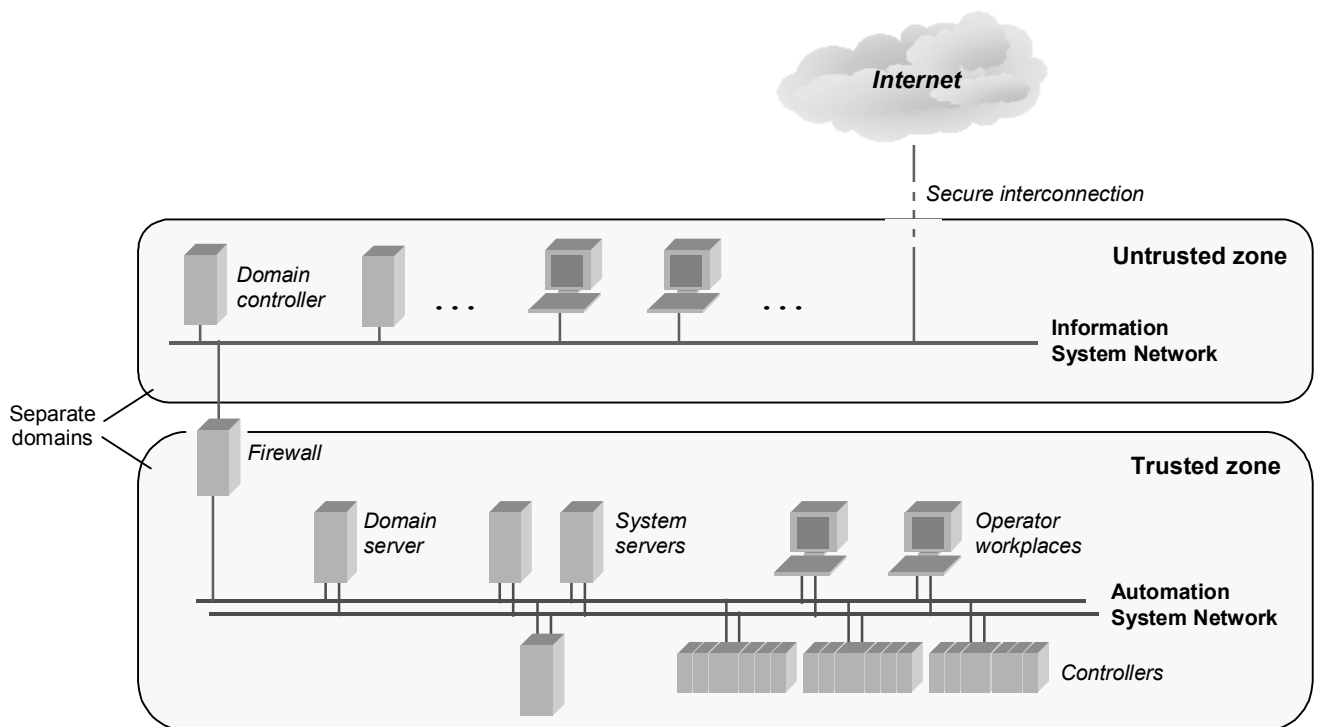 Internet
Secure interconnection
Untrusted zone
Domain
controller
. . .
. . .
Information
System Network
Separate
domains
Firewall
Trusted zone
Domain
server
System
servers
Operator
workplaces
Automation
System Network
Controllers